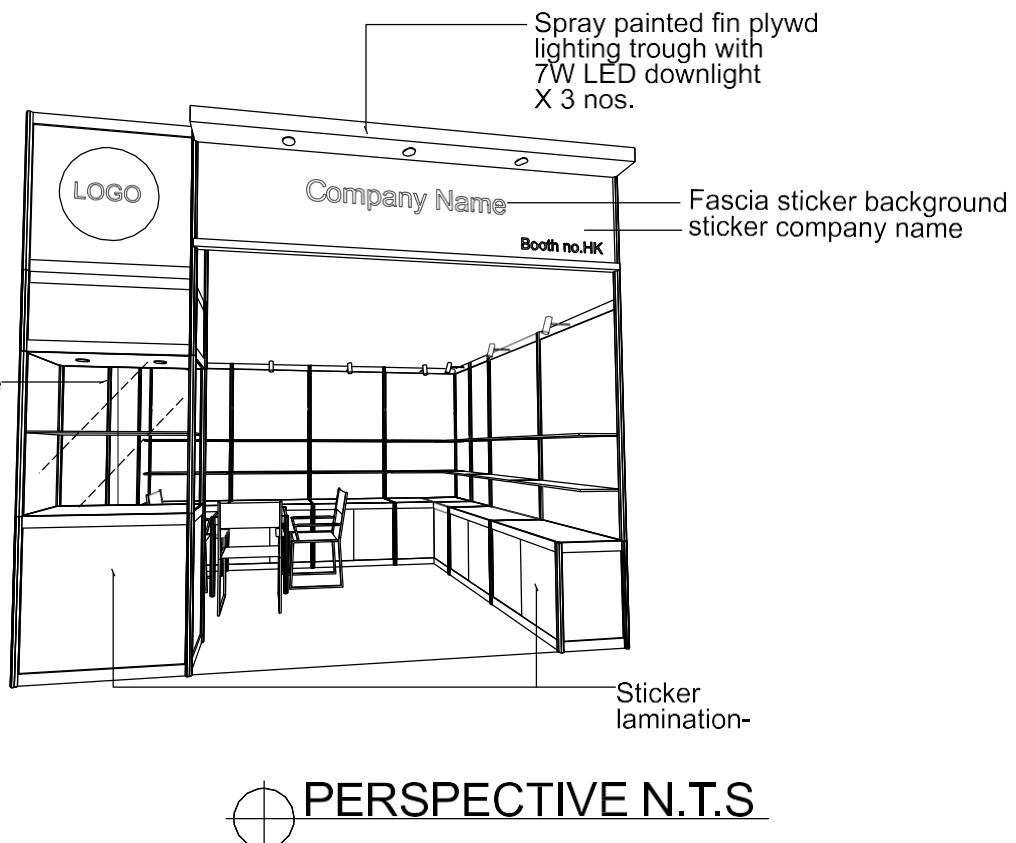 Spray painted fin plywd
lighting trough with
7W LED downlight
X 3 nos.
LOGO
Company Name
Fascia sticker background
sticker company name
Booth no.HK
Sticker
lamination-
PERSPECTIVE N.T.S